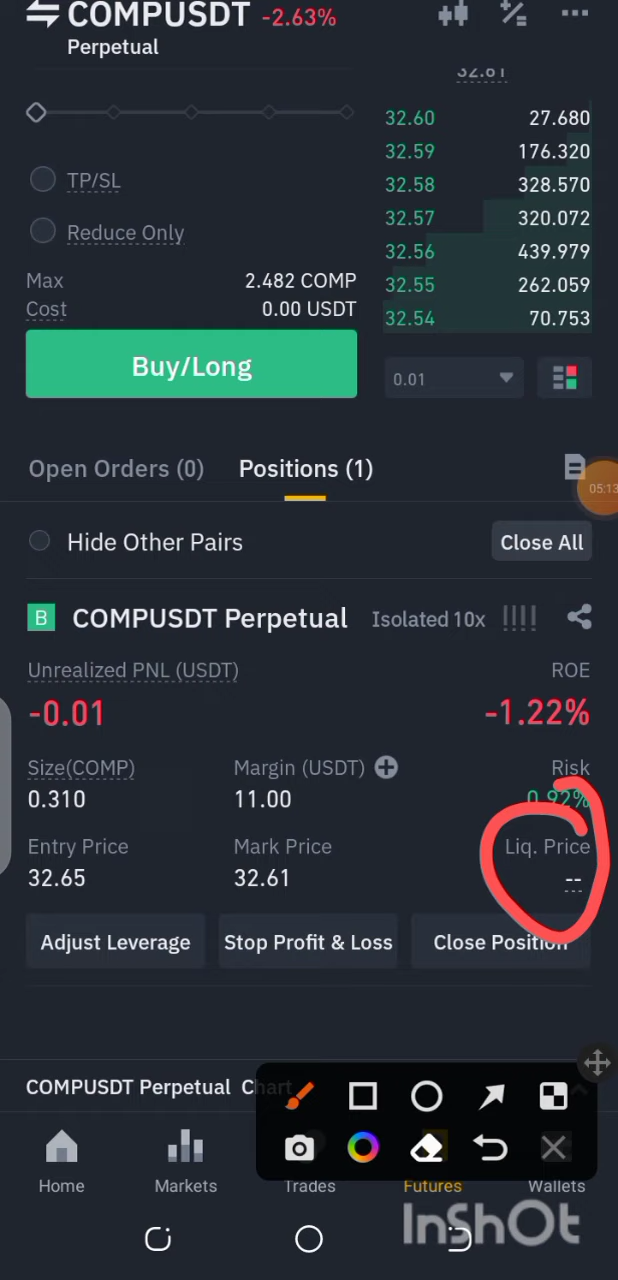 COMPUSDT -2.63%
Perpetual
32.61
32.60 27.680
32.59 176.320
TP/SL
32.58 328.570
32.57 320.072
Reduce Only
32.56 439.979
Max 2.482 COMP
32.55 262.059
Cost 0.00 USDT
32.54 70.753
Buy/Long
0.01
Open Orders (0) Positions (1)
05:13
Hide Other Pairs Close All
B COMPUSDT Perpetual Isolated 10x
Unrealized PNL (USDT) ROE
-0.01 -1.22%
Size(COMP) Margin (USDT) Risk
0.310 11.00 0.92%
Entry Price Mark Price Liq. Price
32.65 32.61 --
Adjust Leverage Stop Profit & Loss Close Position
COMPUSDT Perpetual Chart
Home Markets Trades Futures Wallets
InShOt